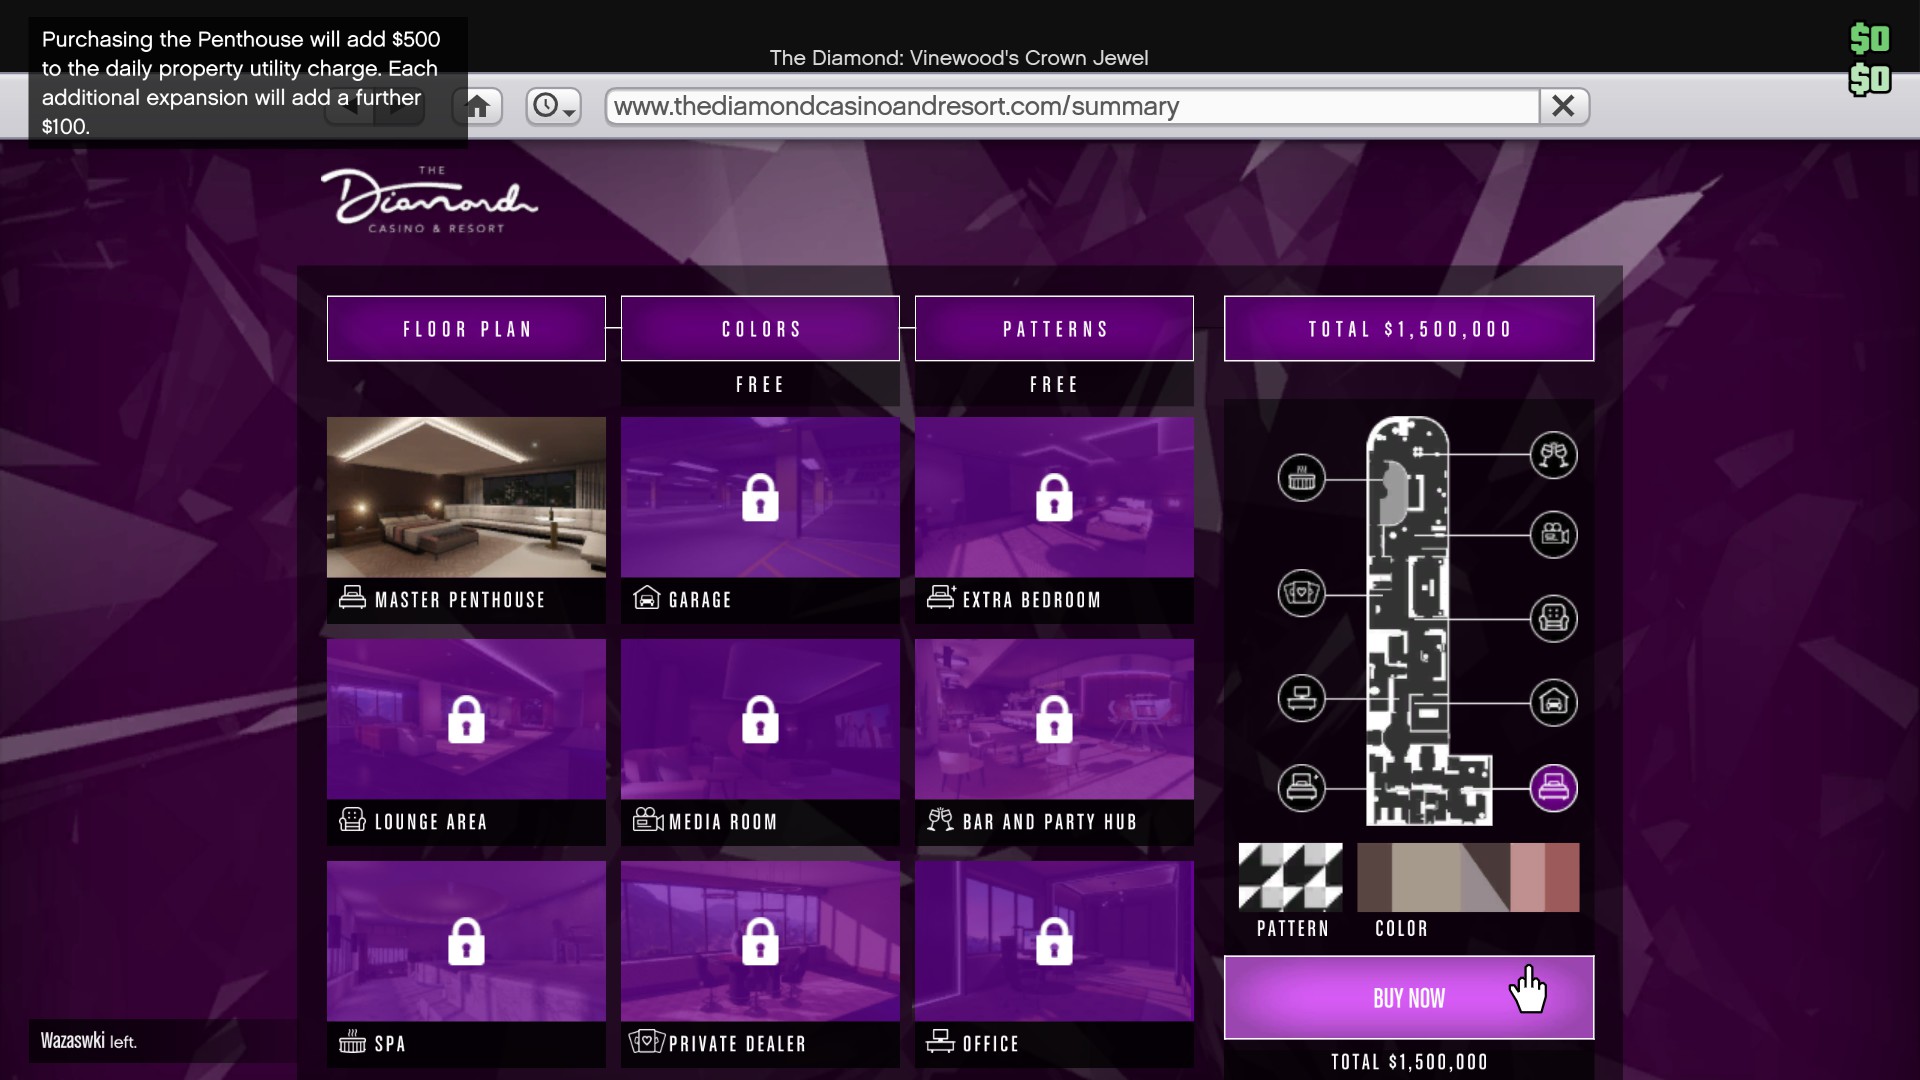 Purchasing the Penthouse will add $500
to the daily property utility charge. Each
additional expansion will add a further
$100.
The Diamond: Vinewood's Crown Jewel
$0
$0
www.thediamondcasinoandresort.com/summary
THE
Diamond
CASINO & RESORT
FLOOR PLAN
COLORS
PATTERNS
TOTAL $1,500,000
FREE
FREE
MASTER PENTHOUSE
GARAGE
EXTRA BEDROOM
LOUNGE AREA
MEDIA ROOM
BAR AND PARTY HUB
SPA
PRIVATE DEALER
OFFICE
PATTERN
COLOR
BUY NOW
TOTAL $1,500,000
Wazaswki left.